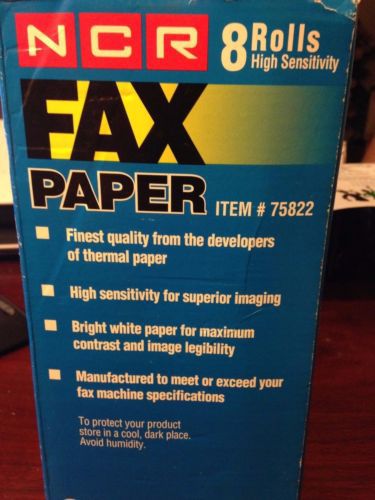 NCR
8 Rolls
High Sensitivity
FAX
PAPER ITEM # 75822
Finest quality from the developers
of thermal paper
High sensitivity for superior imaging
Bright white paper for maximum
contrast and image legibility
Manufactured to meet or exceed your
fax machine specifications
To protect your product
store in a cool, dark place.
Avoid humidity.